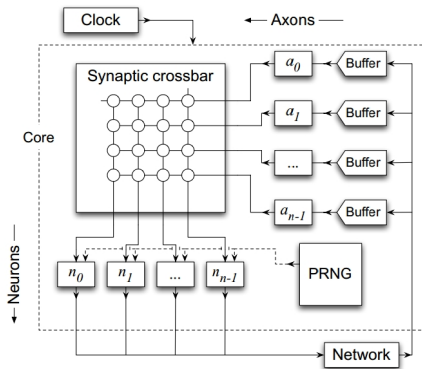 Clock
← Axons
Synaptic crossbar
a0
Buffer
a1
Buffer
Core
...
Buffer
an-1
Buffer
← Neurons
n0
n1
...
nn-1
PRNG
Network